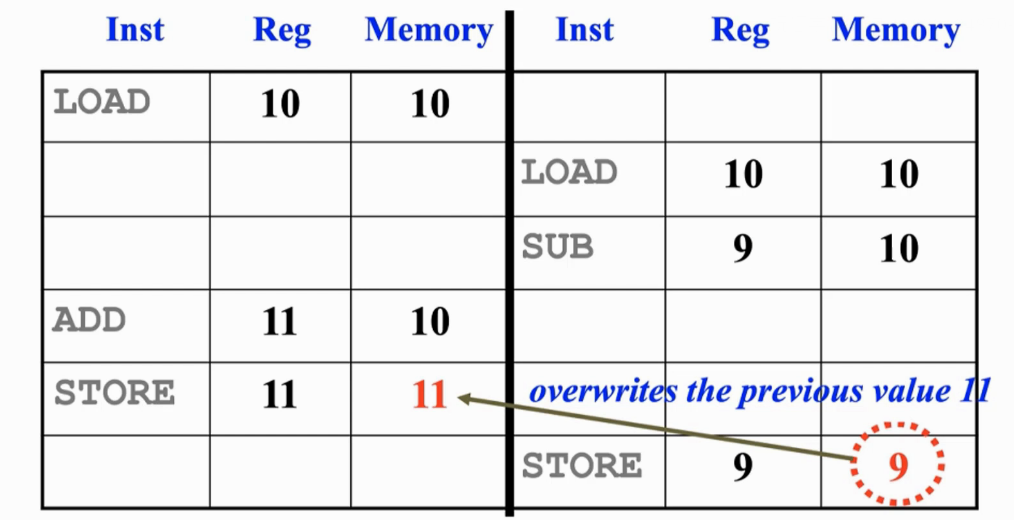 Inst Reg Memory Inst Reg Memory
LOAD 10 10
LOAD 10 10
SUB 9 10
ADD 11 10
STORE 11 11 overwrites the previous value 11
STORE 9 9